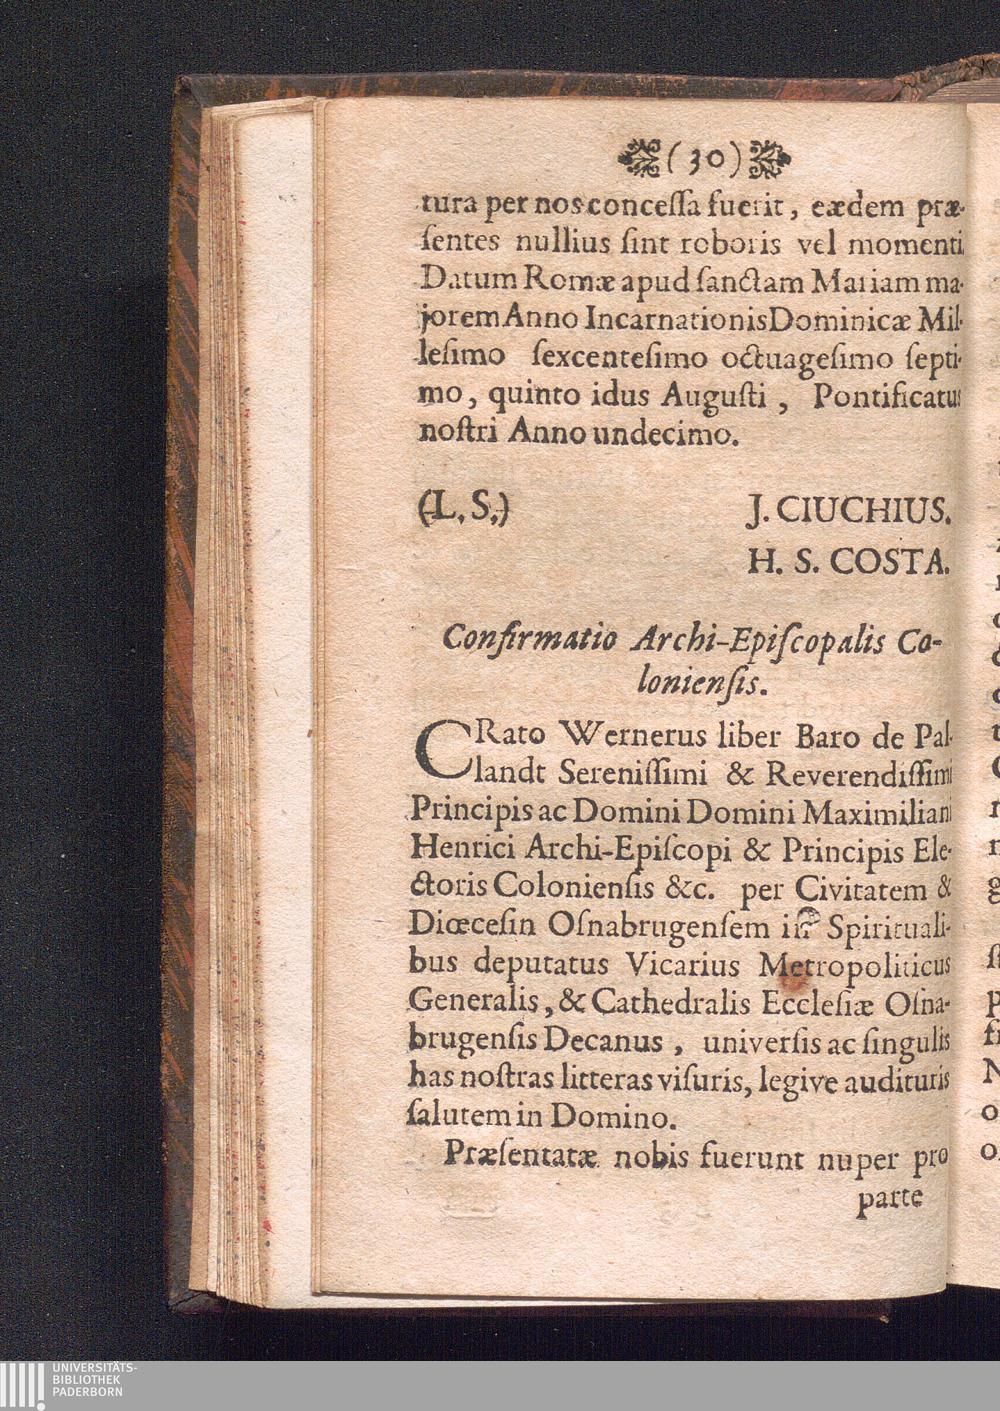 (30)
tura per nos conceſſa fuerit, eædem præ-
ſentes nullius ſint roboris vel momenti.
Datum Romæ apud ſanctam Mariam ma-
jorem Anno Incarnationis Dominicæ Mil-
leſimo ſexcenteſimo octuageſimo ſepti-
mo, quinto idus Auguſti, Pontificatus
noſtri Anno undecimo.
(L. S.) J. CIUCHIUS.
H. S. COSTA.
Confirmatio Archi-Epiſcopalis Co-
lonienſis.
CRato Wernerus liber Baro de Pal-
landt Sereniſſimi & Reverendiſſimi
Principis ac Domini Domini Maximiliani
Henrici Archi-Epiſcopi & Principis Ele-
ctoris Colonienſis &c. per Civitatem &
Diœceſin Oſnabrugenſem in Spirituali-
bus deputatus Vicarius Metropoliticus
Generalis, & Cathedralis Eccleſiæ Oſna-
brugenſis Decanus, univerſis ac ſingulis
has noſtras litteras viſuris, legive audituris
ſalutem in Domino.
Præſentatæ nobis fuerunt nuper pro
parte
UNIVERSITÄTS-
BIBLIOTHEK
PADERBORN